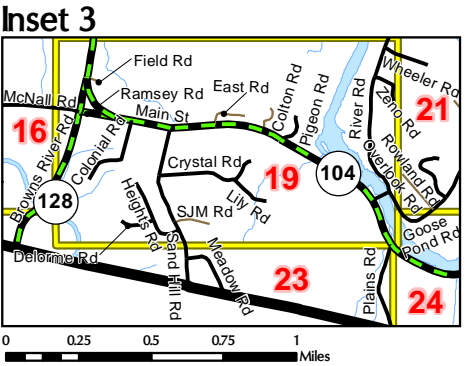 Inset 3
Field Rd
Wheeler Rd
McNall Rd
Ramsey Rd
East Rd
Colton Rd
Pigeon Rd
River Rd
Zeno Rd
21
Main St
16
Browns River Rd
Colonial Rd
Crystal Rd
19
104
Overlook Rd
Rowland Rd
128
Lily Rd
Heights Rd
SJM Rd
Goose
Pond Rd
Delorme Rd
Sand Hill Rd
Meadow Rd
23
Plains Rd
24
0 0.25 0.5 0.75 1
Miles